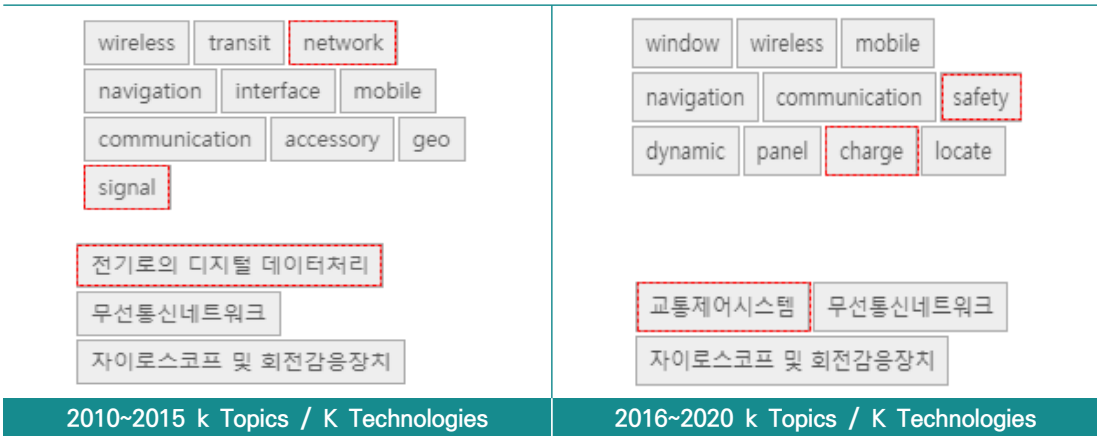 wireless transit network
navigation interface mobile
communication accessory geo
signal
전기로의 디지털 데이터처리
무선통신네트워크
자이로스코프 및 회전감응장치
2010~2015 k Topics / K Technologies
window wireless mobile
navigation communication safety
dynamic panel charge locate
교통제어시스템 무선통신네트워크
자이로스코프 및 회전감응장치
2016~2020 k Topics / K Technologies